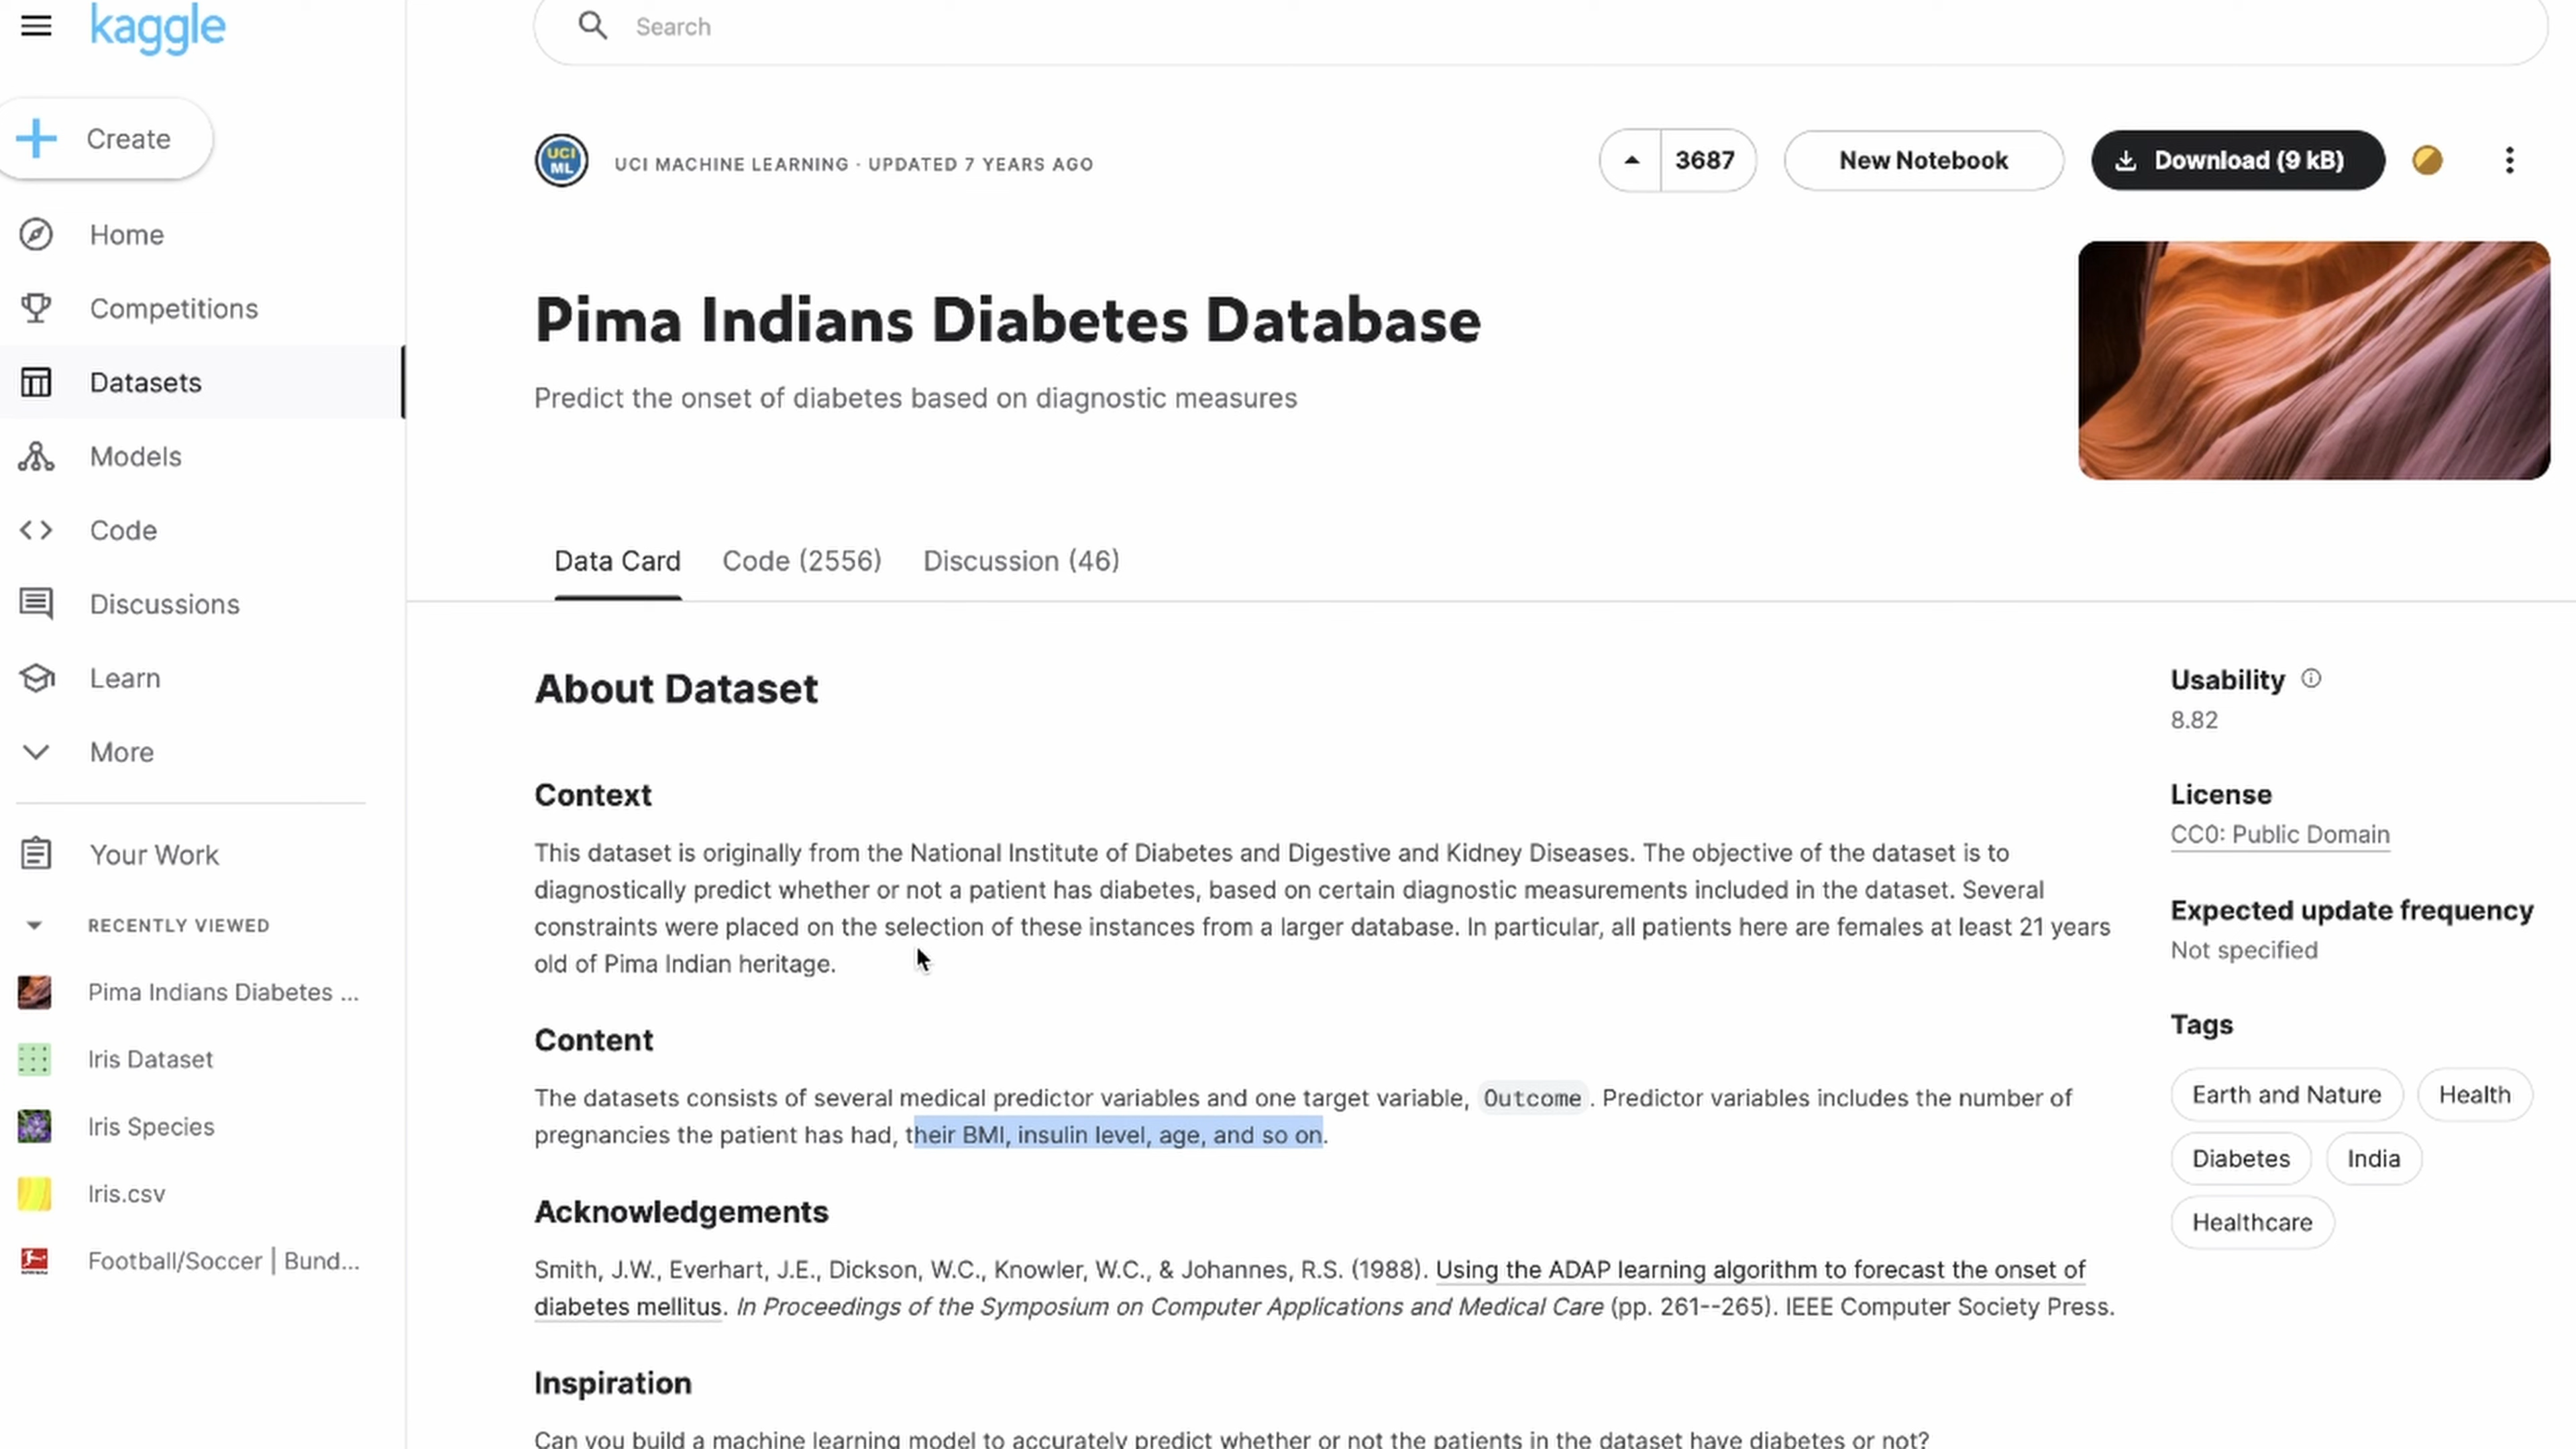 kaggle
Search
Create
Home
Competitions
Datasets
Models
Code
Discussions
Learn
More
Your Work
RECENTLY VIEWED
Pima Indians Diabetes ...
Iris Dataset
Iris Species
Iris.csv
Football/Soccer | Bund...
UCI ML
UCI MACHINE LEARNING · UPDATED 7 YEARS AGO
3687
New Notebook
Download (9 kB)
Pima Indians Diabetes Database
Predict the onset of diabetes based on diagnostic measures
Data Card
Code (2556)
Discussion (46)
About Dataset
Context
This dataset is originally from the National Institute of Diabetes and Digestive and Kidney Diseases. The objective of the dataset is to
diagnostically predict whether or not a patient has diabetes, based on certain diagnostic measurements included in the dataset. Several
constraints were placed on the selection of these instances from a larger database. In particular, all patients here are females at least 21 years
old of Pima Indian heritage.
Content
The datasets consists of several medical predictor variables and one target variable, Outcome. Predictor variables includes the number of
pregnancies the patient has had, their BMI, insulin level, age, and so on.
Acknowledgements
Smith, J.W., Everhart, J.E., Dickson, W.C., Knowler, W.C., & Johannes, R.S. (1988). Using the ADAP learning algorithm to forecast the onset of
diabetes mellitus. In Proceedings of the Symposium on Computer Applications and Medical Care (pp. 261--265). IEEE Computer Society Press.
Inspiration
Can you build a machine learning model to accurately predict whether or not the patients in the dataset have diabetes or not?
Usability
8.82
License
CC0: Public Domain
Expected update frequency
Not specified
Tags
Earth and Nature
Health
Diabetes
India
Healthcare